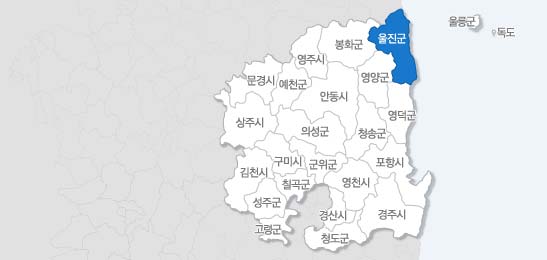 울릉군
독도
울진군
봉화군
영주시
문경시
예천군
영양군
안동시
영덕군
상주시
의성군
청송군
구미시
군위군
포항시
김천시
칠곡군
영천시
성주군
경산시
경주시
고령군
청도군